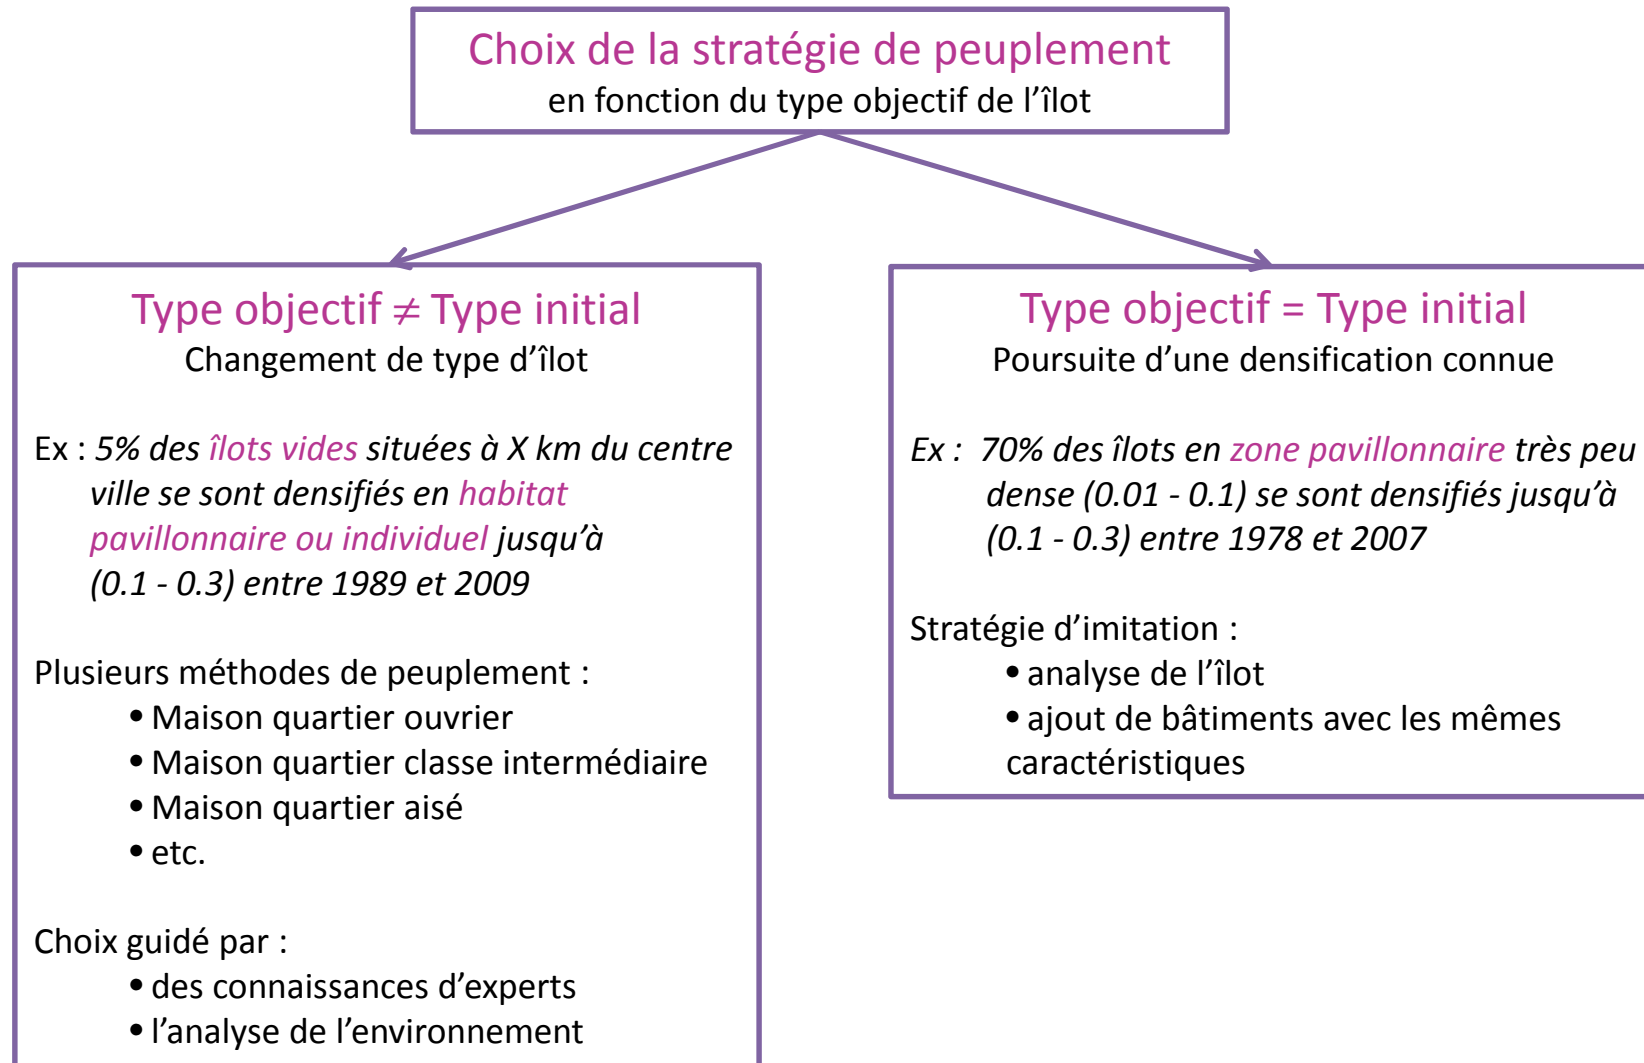 Choix de la stratégie de peuplement
en fonction du type objectif de l’îlot
Type objectif ≠ Type initial
Changement de type d’îlot
Ex : 5% des îlots vides situées à X km du centre
ville se sont densifiés en habitat
pavillonnaire ou individuel jusqu’à
(0.1 - 0.3) entre 1989 et 2009
Plusieurs méthodes de peuplement :
• Maison quartier ouvrier
• Maison quartier classe intermédiaire
• Maison quartier aisé
• etc.
Choix guidé par :
• des connaissances d’experts
• l’analyse de l’environnement
Type objectif = Type initial
Poursuite d’une densification connue
Ex : 70% des îlots en zone pavillonnaire très peu
dense (0.01 - 0.1) se sont densifiés jusqu’à
(0.1 - 0.3) entre 1978 et 2007
Stratégie d’imitation :
• analyse de l’îlot
• ajout de bâtiments avec les mêmes
caractéristiques